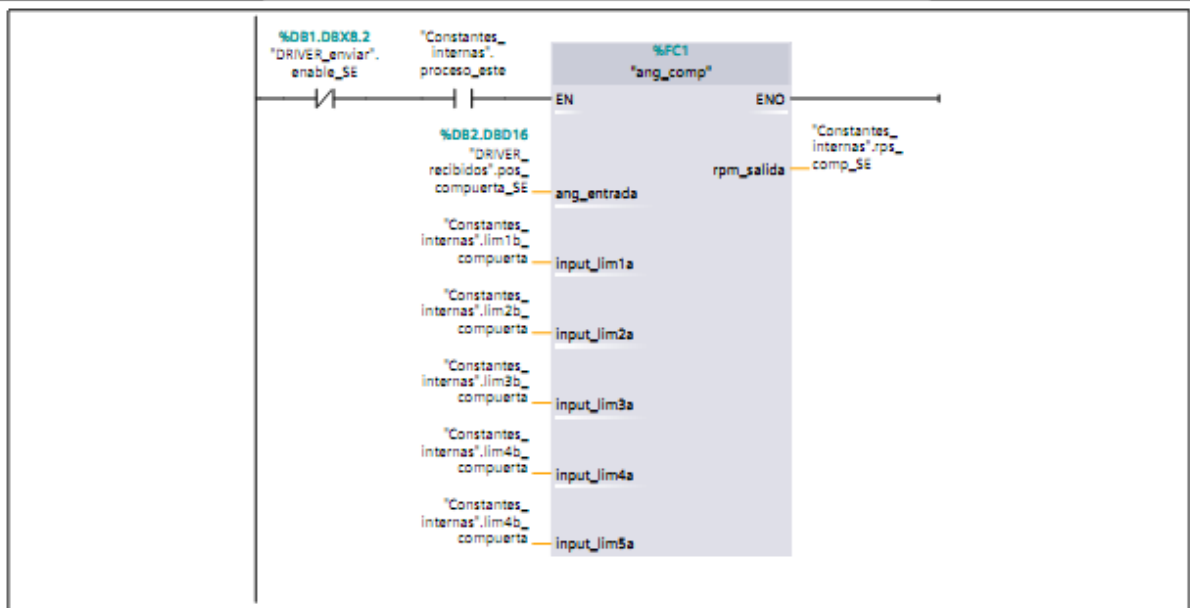 %DB1.DBX8.2
"DRIVER_enviar".
enable_SE
"Constantes_
internas".
proceso_este
%FC1
"ang_comp"
EN
ENO
%DB2.DBD16
"DRIVER_
recibidos".pos_
compuerta_SE
ang_entrada
rpm_salida
"Constantes_
internas".rps_
comp_SE
"Constantes_
internas".lim1b_
compuerta
input_lim1a
"Constantes_
internas".lim2b_
compuerta
input_lim2a
"Constantes_
internas".lim3b_
compuerta
input_lim3a
"Constantes_
internas".lim4b_
compuerta
input_lim4a
"Constantes_
internas".lim4b_
compuerta
input_lim5a